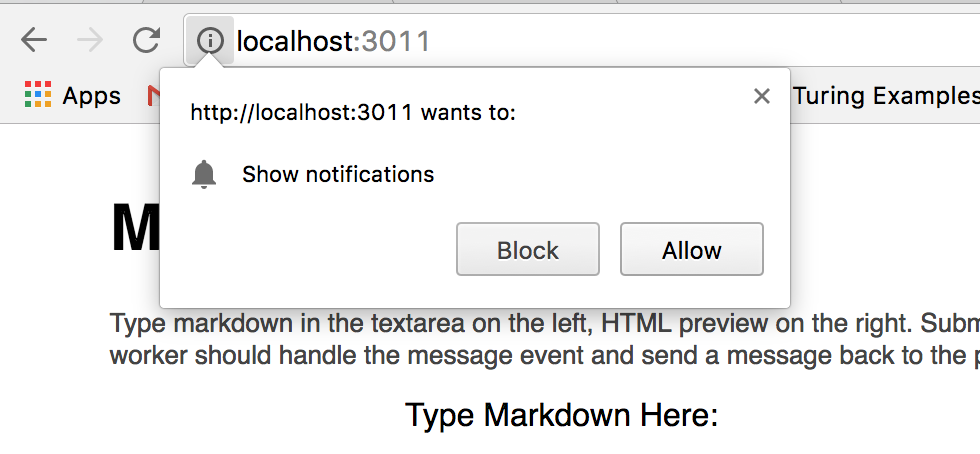 localhost:3011
Apps
Turing Examples
http://localhost:3011 wants to:
Show notifications
Block
Allow
M
Type markdown in the textarea on the left, HTML preview on the right. Subm
worker should handle the message event and send a message back to the p
Type Markdown Here: